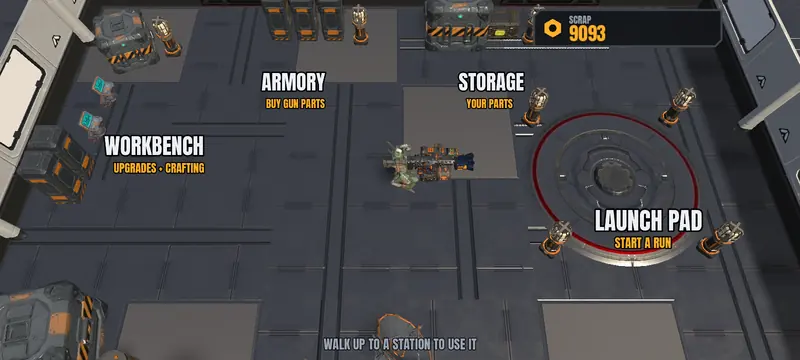 SCRAP
9093
ARMORY
BUY GUN PARTS
STORAGE
YOUR PARTS
WORKBENCH
UPGRADES + CRAFTING
LAUNCH PAD
START A RUN
WALK UP TO A STATION TO USE IT